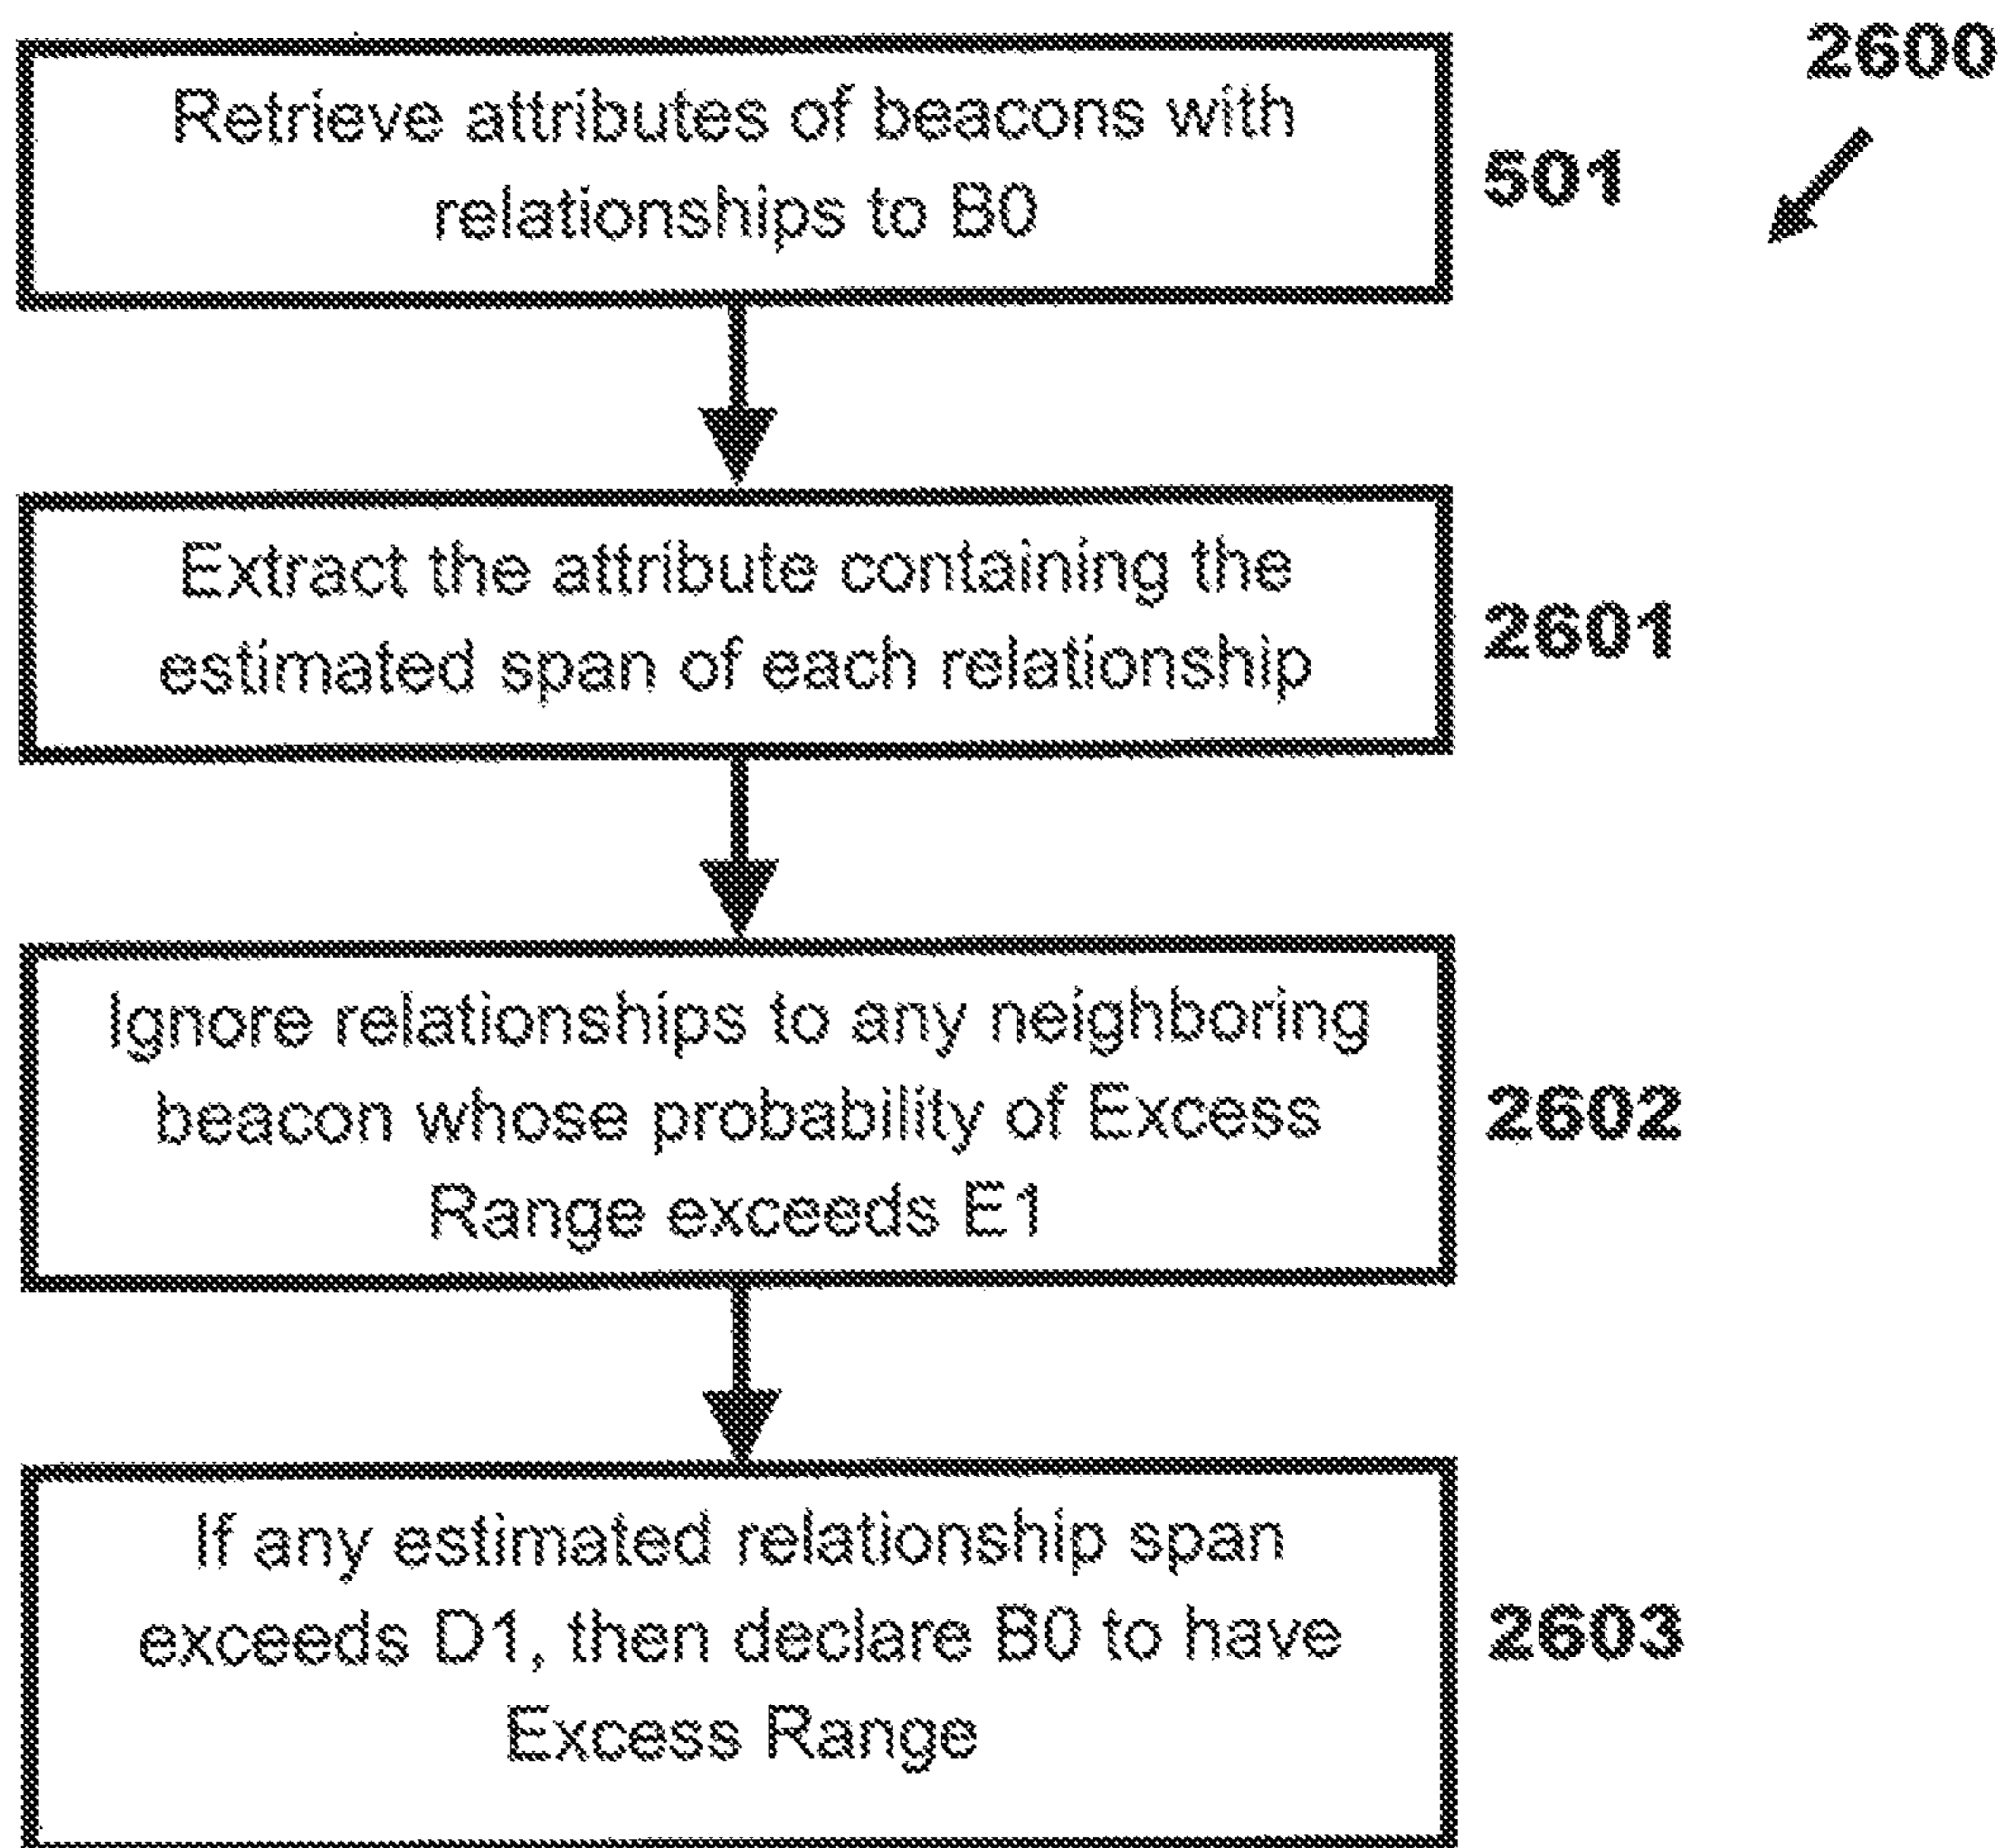 2600
Retrieve attributes of beacons with
relationships to B0
501
Extract the attribute containing the
estimated span of each relationship
2601
Ignore relationships to any neighboring
beacon whose probability of Excess
Range exceeds E1
2602
If any estimated relationship span
exceeds D1, then declare B0 to have
Excess Range
2603